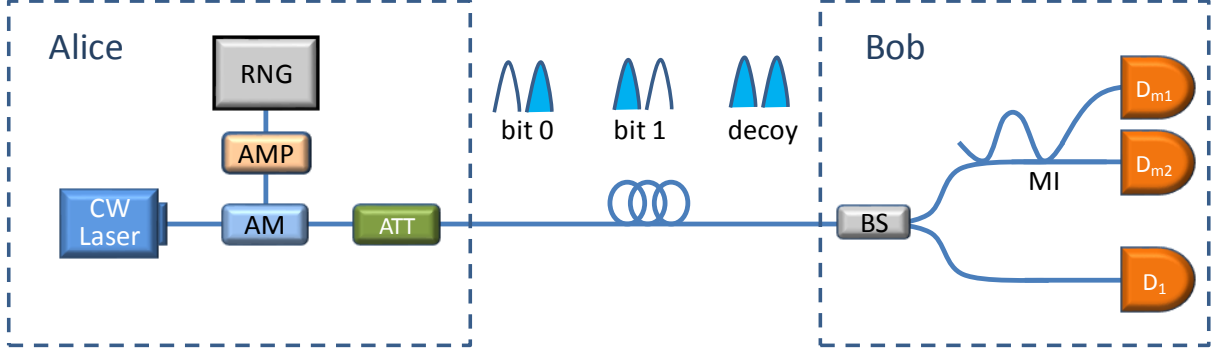 Alice
RNG
AMP
CW
Laser
AM
ATT
bit 0
bit 1
decoy
Bob
BS
MI
Dm1
Dm2
D1